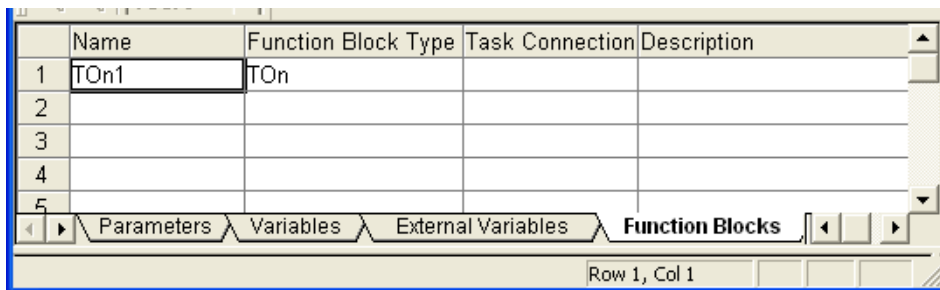 Name Function Block Type Task Connection Description
1 TOn1 TOn
2
3
4
5
Parameters Variables External Variables Function Blocks
Row 1, Col 1